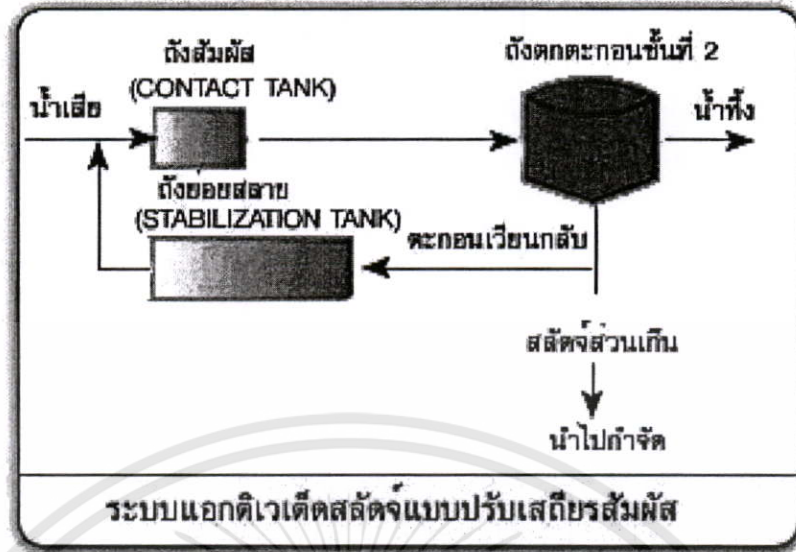 ถังสัมผัส
(CONTACT TANK)
ถังตกตะกอนชั้นที่ 2
น้ำเสีย
น้ำทิ้ง
ถังย่อยสลาย
(STABILIZATION TANK)
ตะกอนเวียนกลับ
สลัดจ์ส่วนเกิน
นำไปกำจัด
ระบบแอกติเวเต็ดสลัดจ์แบบปรับเสถียรสัมผัส